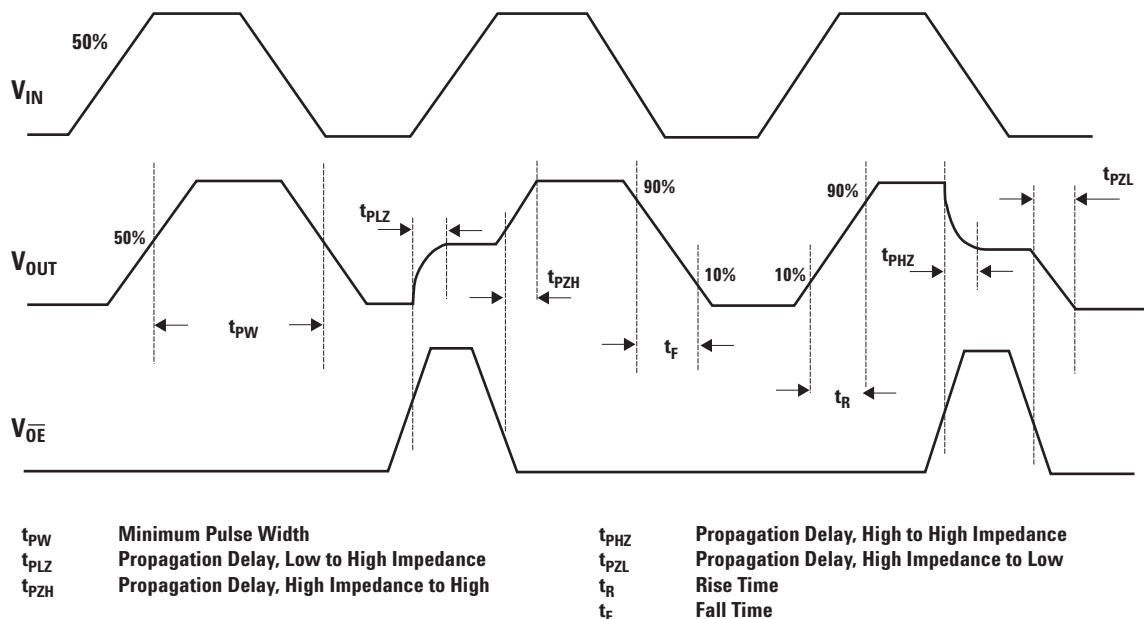 50%
VIN
tPZL
90%
90%
tPLZ
50%
VOUT
tPHZ
10%
10%
tPZH
tPW
tF
tR
VO̅E̅
tPW Minimum Pulse Width
tPLZ Propagation Delay, Low to High Impedance
tPZH Propagation Delay, High Impedance to High
tPHZ Propagation Delay, High to High Impedance
tPZL Propagation Delay, High Impedance to Low
tR Rise Time
tF Fall Time